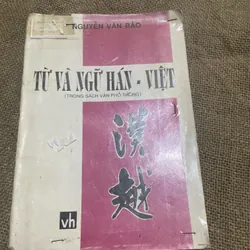 NGUYỄN VĂN BẢO
TỪ VÀ NGỮ HÁN - VIỆT
(TRONG SÁCH VĂN PHỔ THÔNG)
漢
越
vh